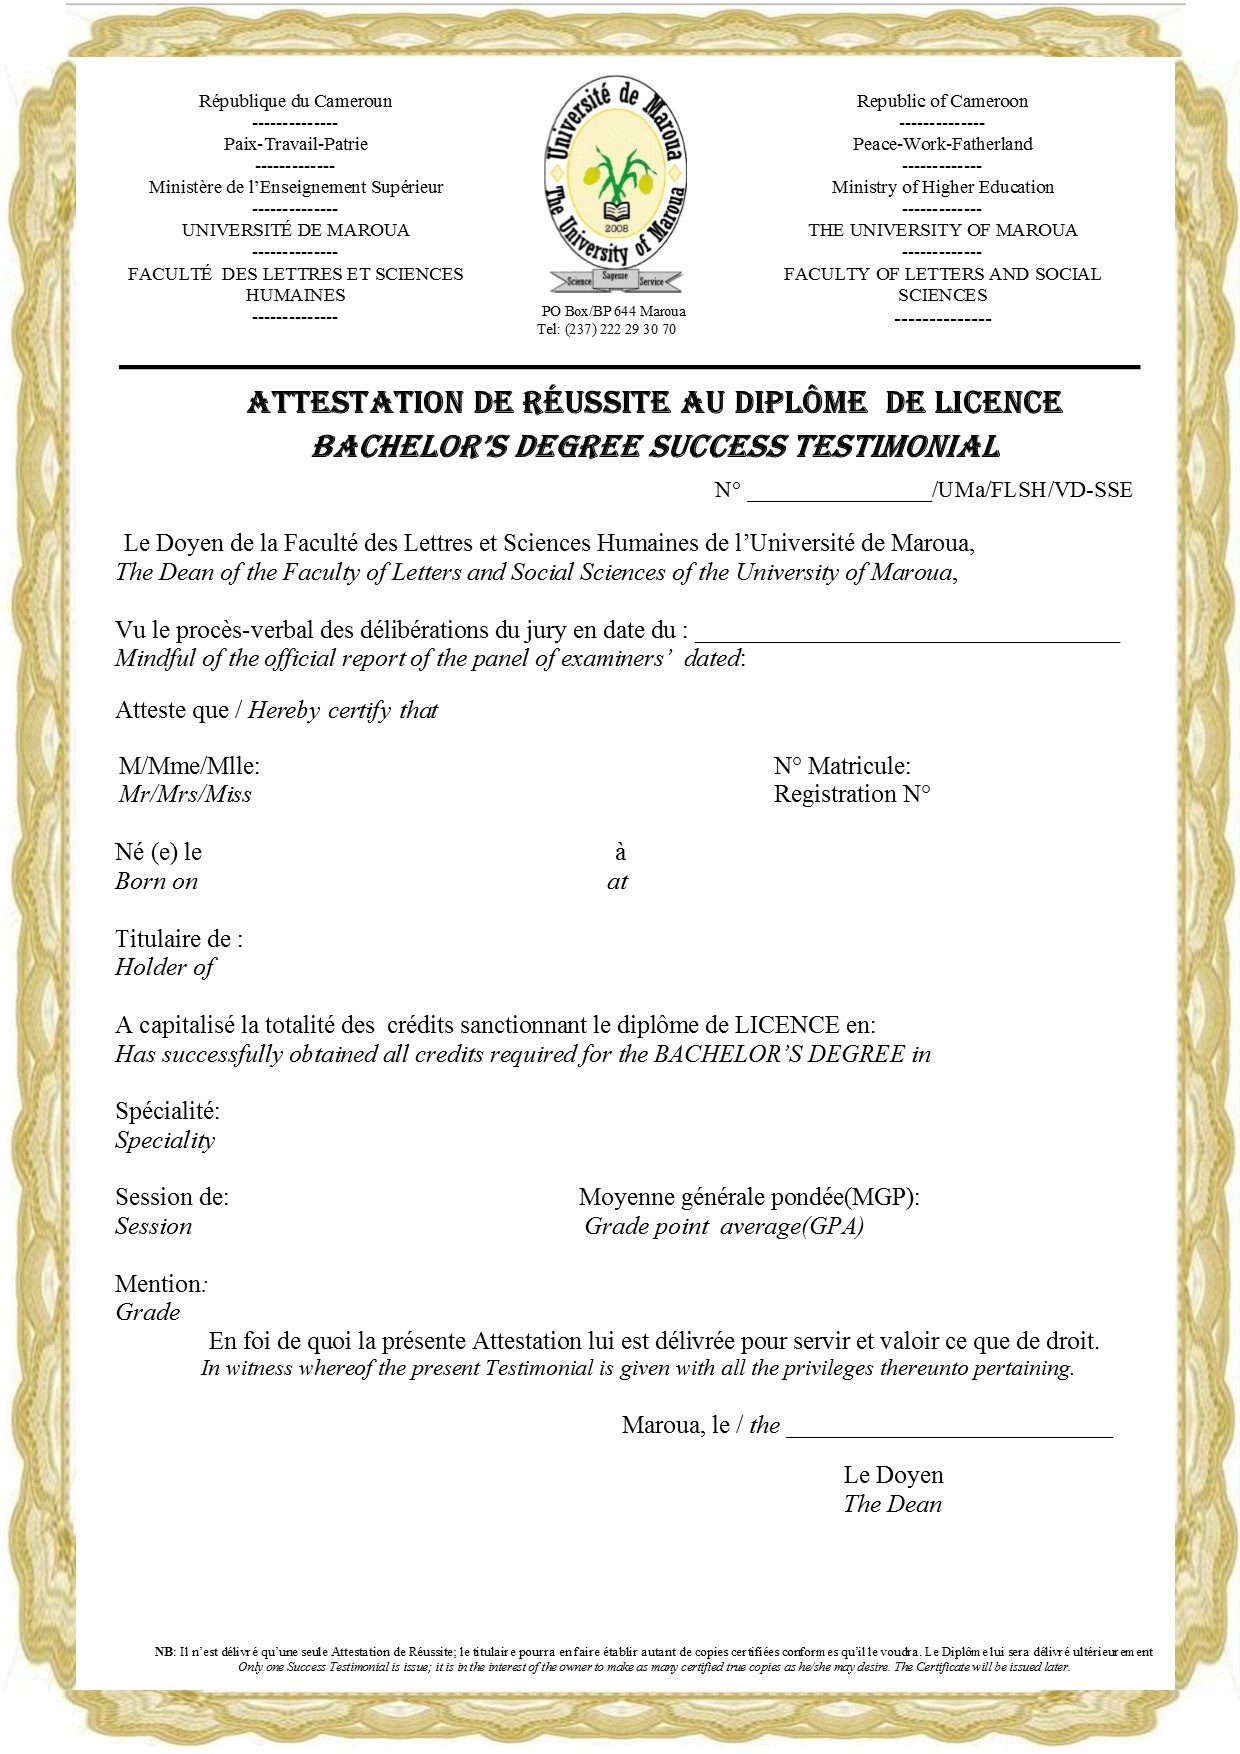 République du Cameroun
--------------
Paix-Travail-Patrie
-------------
Ministère de l’Enseignement Supérieur
--------------
UNIVERSITÉ DE MAROUA
--------------
FACULTÉ  DES LETTRES ET SCIENCES
HUMAINES
--------------
Université de Maroua
The University of Maroua
2008
Science Sagesse Service
PO Box/BP 644 Maroua
Tel: (237) 222 29 30 70
Republic of Cameroon
--------------
Peace-Work-Fatherland
-------------
Ministry of Higher Education
-------------
THE UNIVERSITY OF MAROUA
-------------
FACULTY OF LETTERS AND SOCIAL
SCIENCES
--------------
ATTESTATION DE RÉUSSITE AU DIPLÔME  DE LICENCE
BACHELOR’S DEGREE SUCCESS TESTIMONIAL
N° ________________/UMa/FLSH/VD-SSE
Le Doyen de la Faculté des Lettres et Sciences Humaines de l’Université de Maroua,
The Dean of the Faculty of Letters and Social Sciences of the University of Maroua,
Vu le procès-verbal des délibérations du jury en date du : __________________________________
Mindful of the official report of the panel of examiners’  dated:
Atteste que / Hereby certify that
M/Mme/Mlle: N° Matricule:
Mr/Mrs/Miss Registration N°
Né (e) le à
Born on at
Titulaire de :
Holder of
A capitalisé la totalité des  crédits sanctionnant le diplôme de LICENCE en:
Has successfully obtained all credits required for the BACHELOR’S DEGREE in
Spécialité:
Speciality
Session de: Moyenne générale pondée(MGP):
Session Grade point  average(GPA)
Mention:
Grade
En foi de quoi la présente Attestation lui est délivrée pour servir et valoir ce que de droit.
In witness whereof the present Testimonial is given with all the privileges thereunto pertaining.
Maroua, le / the __________________________
Le Doyen
The Dean
NB: Il n’est délivré qu’une seule Attestation de Réussite; le titulaire pourra en faire établir autant de copies certifiées conformes qu’il le voudra. Le Diplôme lui sera délivré ultérieurement
Only one Success Testimonial is issue; it is in the interest of the owner to make as many certified true copies as he/she may desire. The Certificate will be issued later.